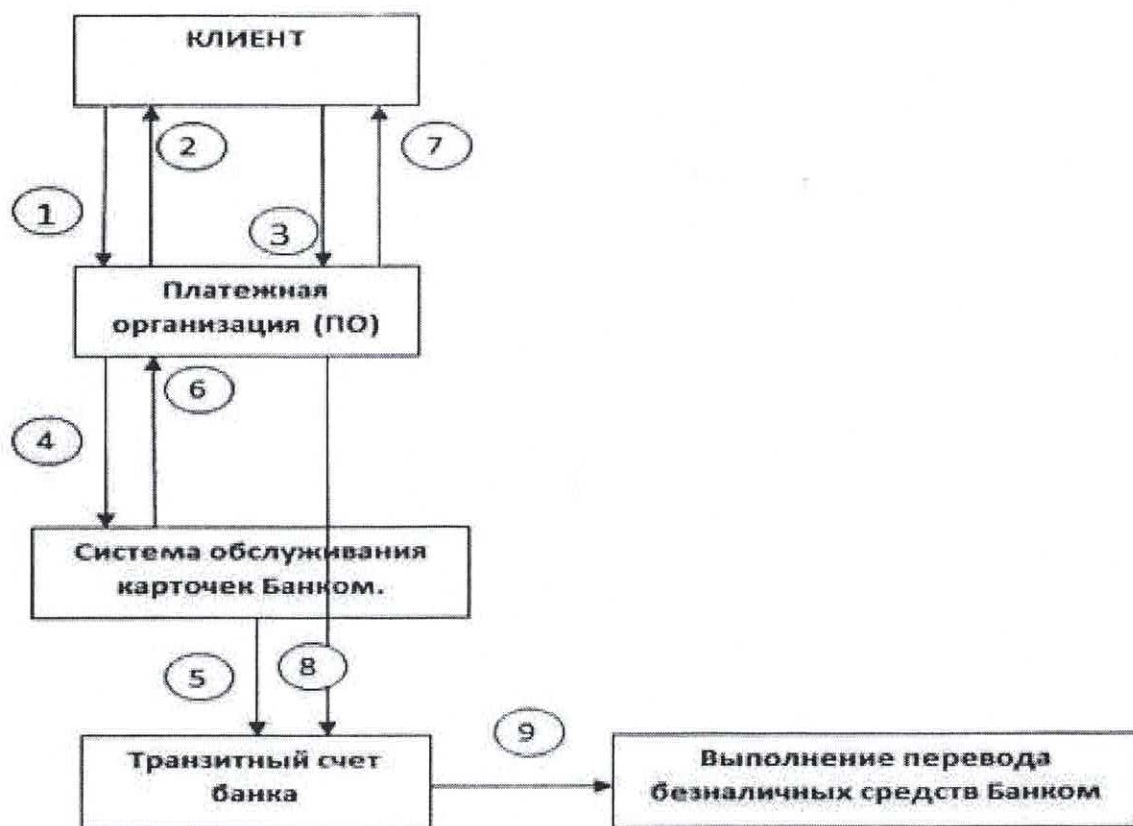 КЛИЕНТ
2
7
1
3
Платежная
организация (ПО)
6
4
Система обслуживания
карточек Банком.
5
8
9
Транзитный счет
банка
Выполнение перевода
безналичных средств Банком